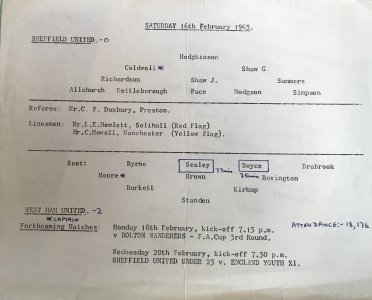 SATURDAY 16th February 1963.
SHEFFIELD UNITED.-0
Hodgkinson
Coldwell* Shaw G.
Richardson Shaw J. Summers
Allchurch Kettleborough Pace Hodgson Simpson
Referee: Mr.C. F. Duxbury, Preston.
Linesmen: Mr.L.E.Hewlett, Solihull (Red Flag)
Mr.C.Howell, Manchester (Yellow Flag).
Scott Byrne Sealey Boyce Brabrook
77min 35min
Moore* Brown Bovington
Burkett Kirkup
Standen
WEST HAM UNITED. -2
*CAPTAIN
Forthcoming Matches: Monday 18th February, kick-off 7.15 p.m.
v BOLTON WANDERERS - F.A.Cup 3rd Round.
ATTENDANCE:- 18,176.
Wednesday 20th February, kick-off 7.30 p.m.
SHEFFIELD UNITED UNDER 23 v. ENGLAND YOUTH X1.